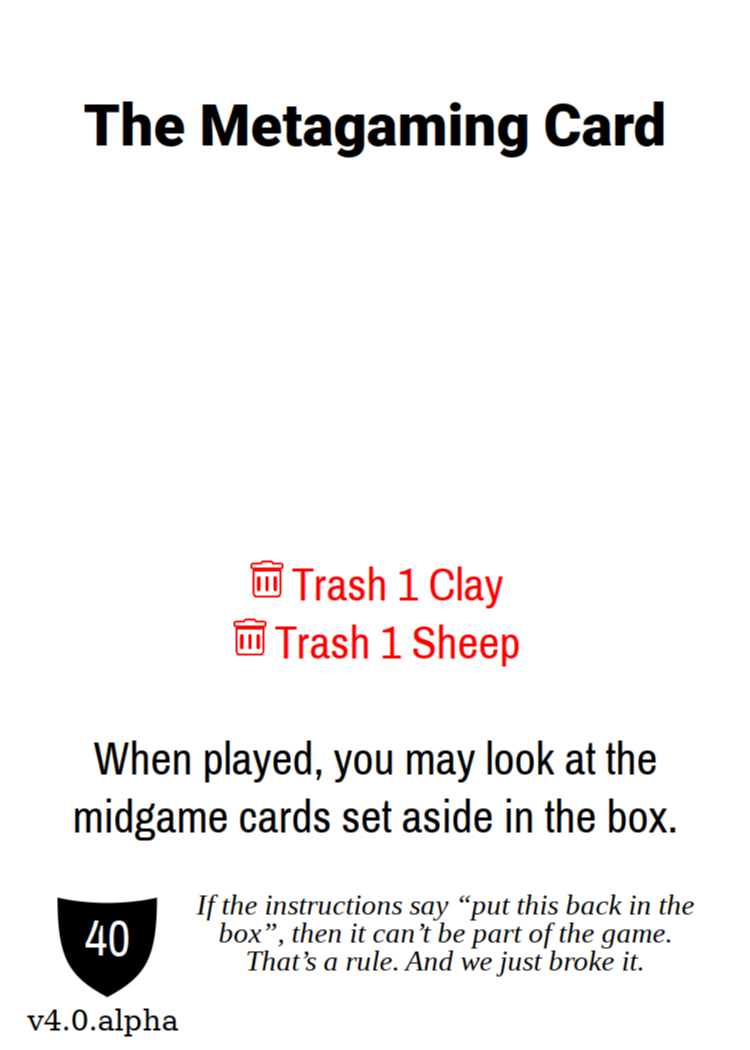 The Metagaming Card
Trash 1 Clay
Trash 1 Sheep
When played, you may look at the
midgame cards set aside in the box.
If the instructions say “put this back in the
box”, then it can’t be part of the game.
That’s a rule. And we just broke it.
40
v4.0.alpha